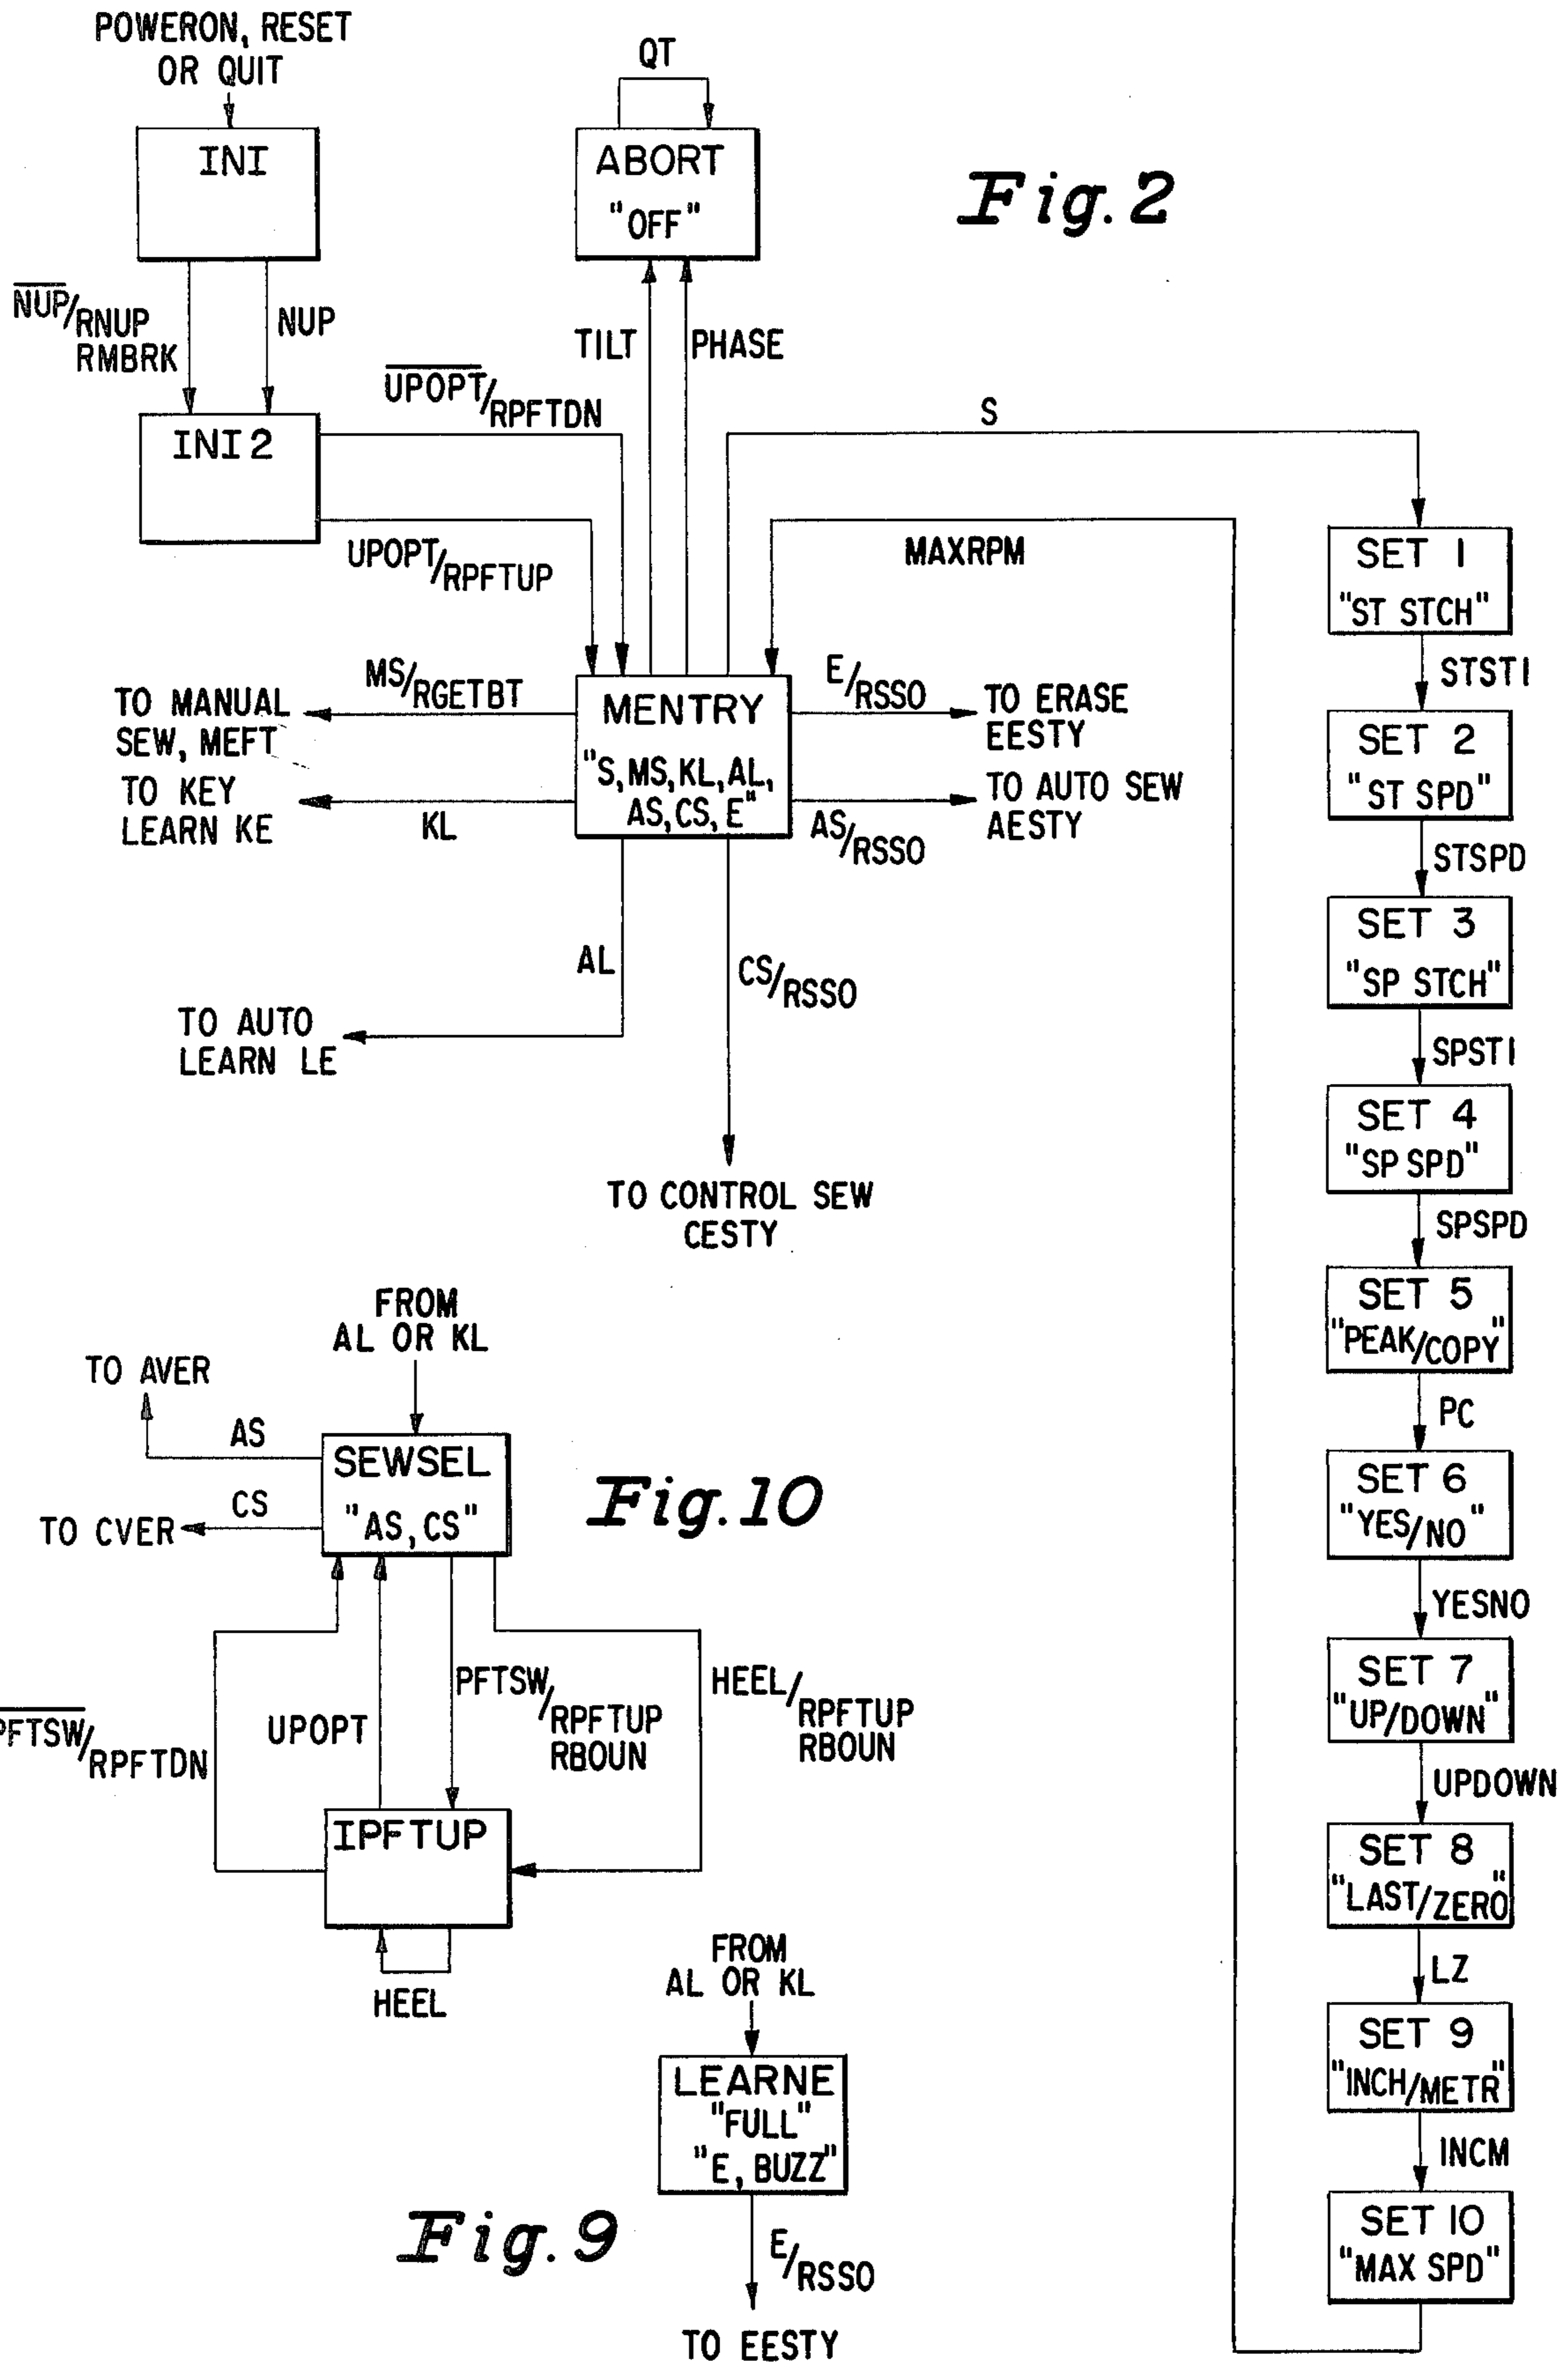 POWERON, RESET
OR QUIT
INI
NUP/RNUP
RMBRK
NUP
INI2
QT
ABORT
"OFF"
Fig. 2
TILT
PHASE
UPOPT/RPFTDN
UPOPT/RPFTUP
S
MAXRPM
MS/RGETBT
TO MANUAL
SEW, MEFT
TO KEY
LEARN KE
KL
MENTRY
"S, MS, KL, AL,
AS, CS, E"
E/RSSO
TO ERASE
EESTY
AS/RSSO
TO AUTO SEW
AESTY
AL
TO AUTO
LEARN LE
CS/RSSO
TO CONTROL SEW
CESTY
SET 1
"ST STCH"
STSTI
SET 2
"ST SPD"
STSPD
SET 3
"SP STCH"
SPSTI
SET 4
"SP SPD"
SPSPD
SET 5
"PEAK/COPY"
PC
SET 6
"YES/NO"
YESNO
SET 7
"UP/DOWN"
UPDOWN
SET 8
"LAST/ZERO"
LZ
SET 9
"INCH/METR"
INCM
SET 10
"MAX SPD"
FROM
AL OR KL
TO AVER
AS
SEWSEL
"AS, CS"
CS
TO CVER
Fig. 10
PFTSW/RPFTDN
UPOPT
PFTSW/RPFTUP
RBOUN
HEEL/RPFTUP
RBOUN
IPFTUP
HEEL
FROM
AL OR KL
LEARNE
"FULL"
"E, BUZZ"
Fig. 9
E/RSSO
TO EESTY